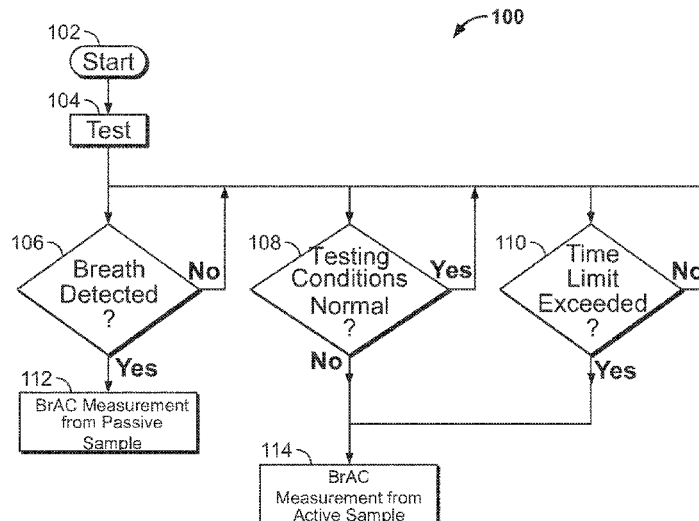 100
102
Start
104
Test
106
Breath
Detected
?
No
Yes
108
Testing
Conditions
Normal
?
Yes
No
110
Time
Limit
Exceeded
?
No
Yes
112
BrAC Measurement
from Passive
Sample
114
BrAC
Measurement from
Active Sample